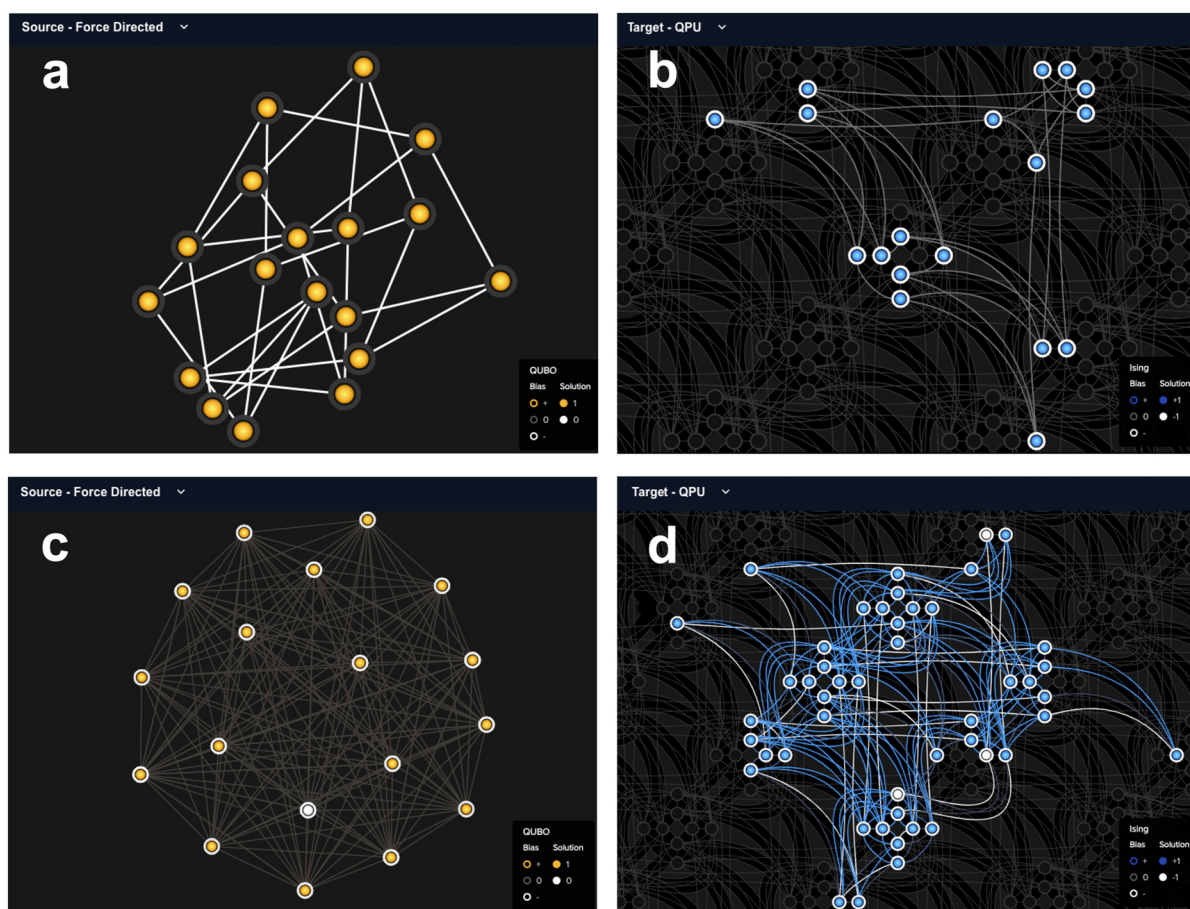 Source - Force Directed
a
QUBO
Bias Solution
+ 1
0 0
-
Target - QPU
b
Ising
Bias Solution
+ +1
0 -1
-
Source - Force Directed
c
QUBO
Bias Solution
+ 1
0 0
-
Target - QPU
d
Ising
Bias Solution
+ +1
0 -1
-